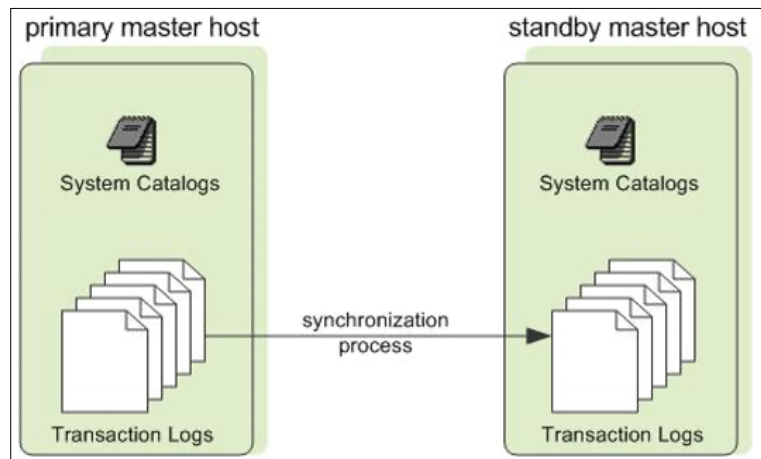 primary master host
standby master host
System Catalogs
System Catalogs
synchronization
process
Transaction Logs
Transaction Logs